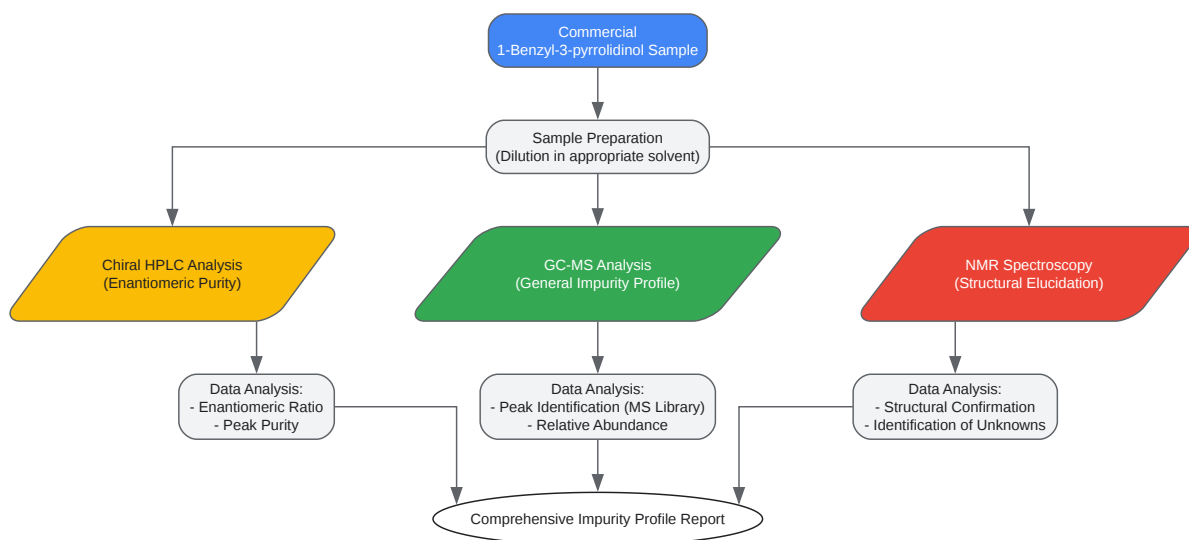 Commercial
1-Benzyl-3-pyrrolidinol Sample
Sample Preparation
(Dilution in appropriate solvent)
Chiral HPLC Analysis
(Enantiomeric Purity)
GC-MS Analysis
(General Impurity Profile)
NMR Spectroscopy
(Structural Elucidation)
Data Analysis:
- Enantiomeric Ratio
- Peak Purity
Data Analysis:
- Peak Identification (MS Library)
- Relative Abundance
Data Analysis:
- Structural Confirmation
- Identification of Unknowns
Comprehensive Impurity Profile Report